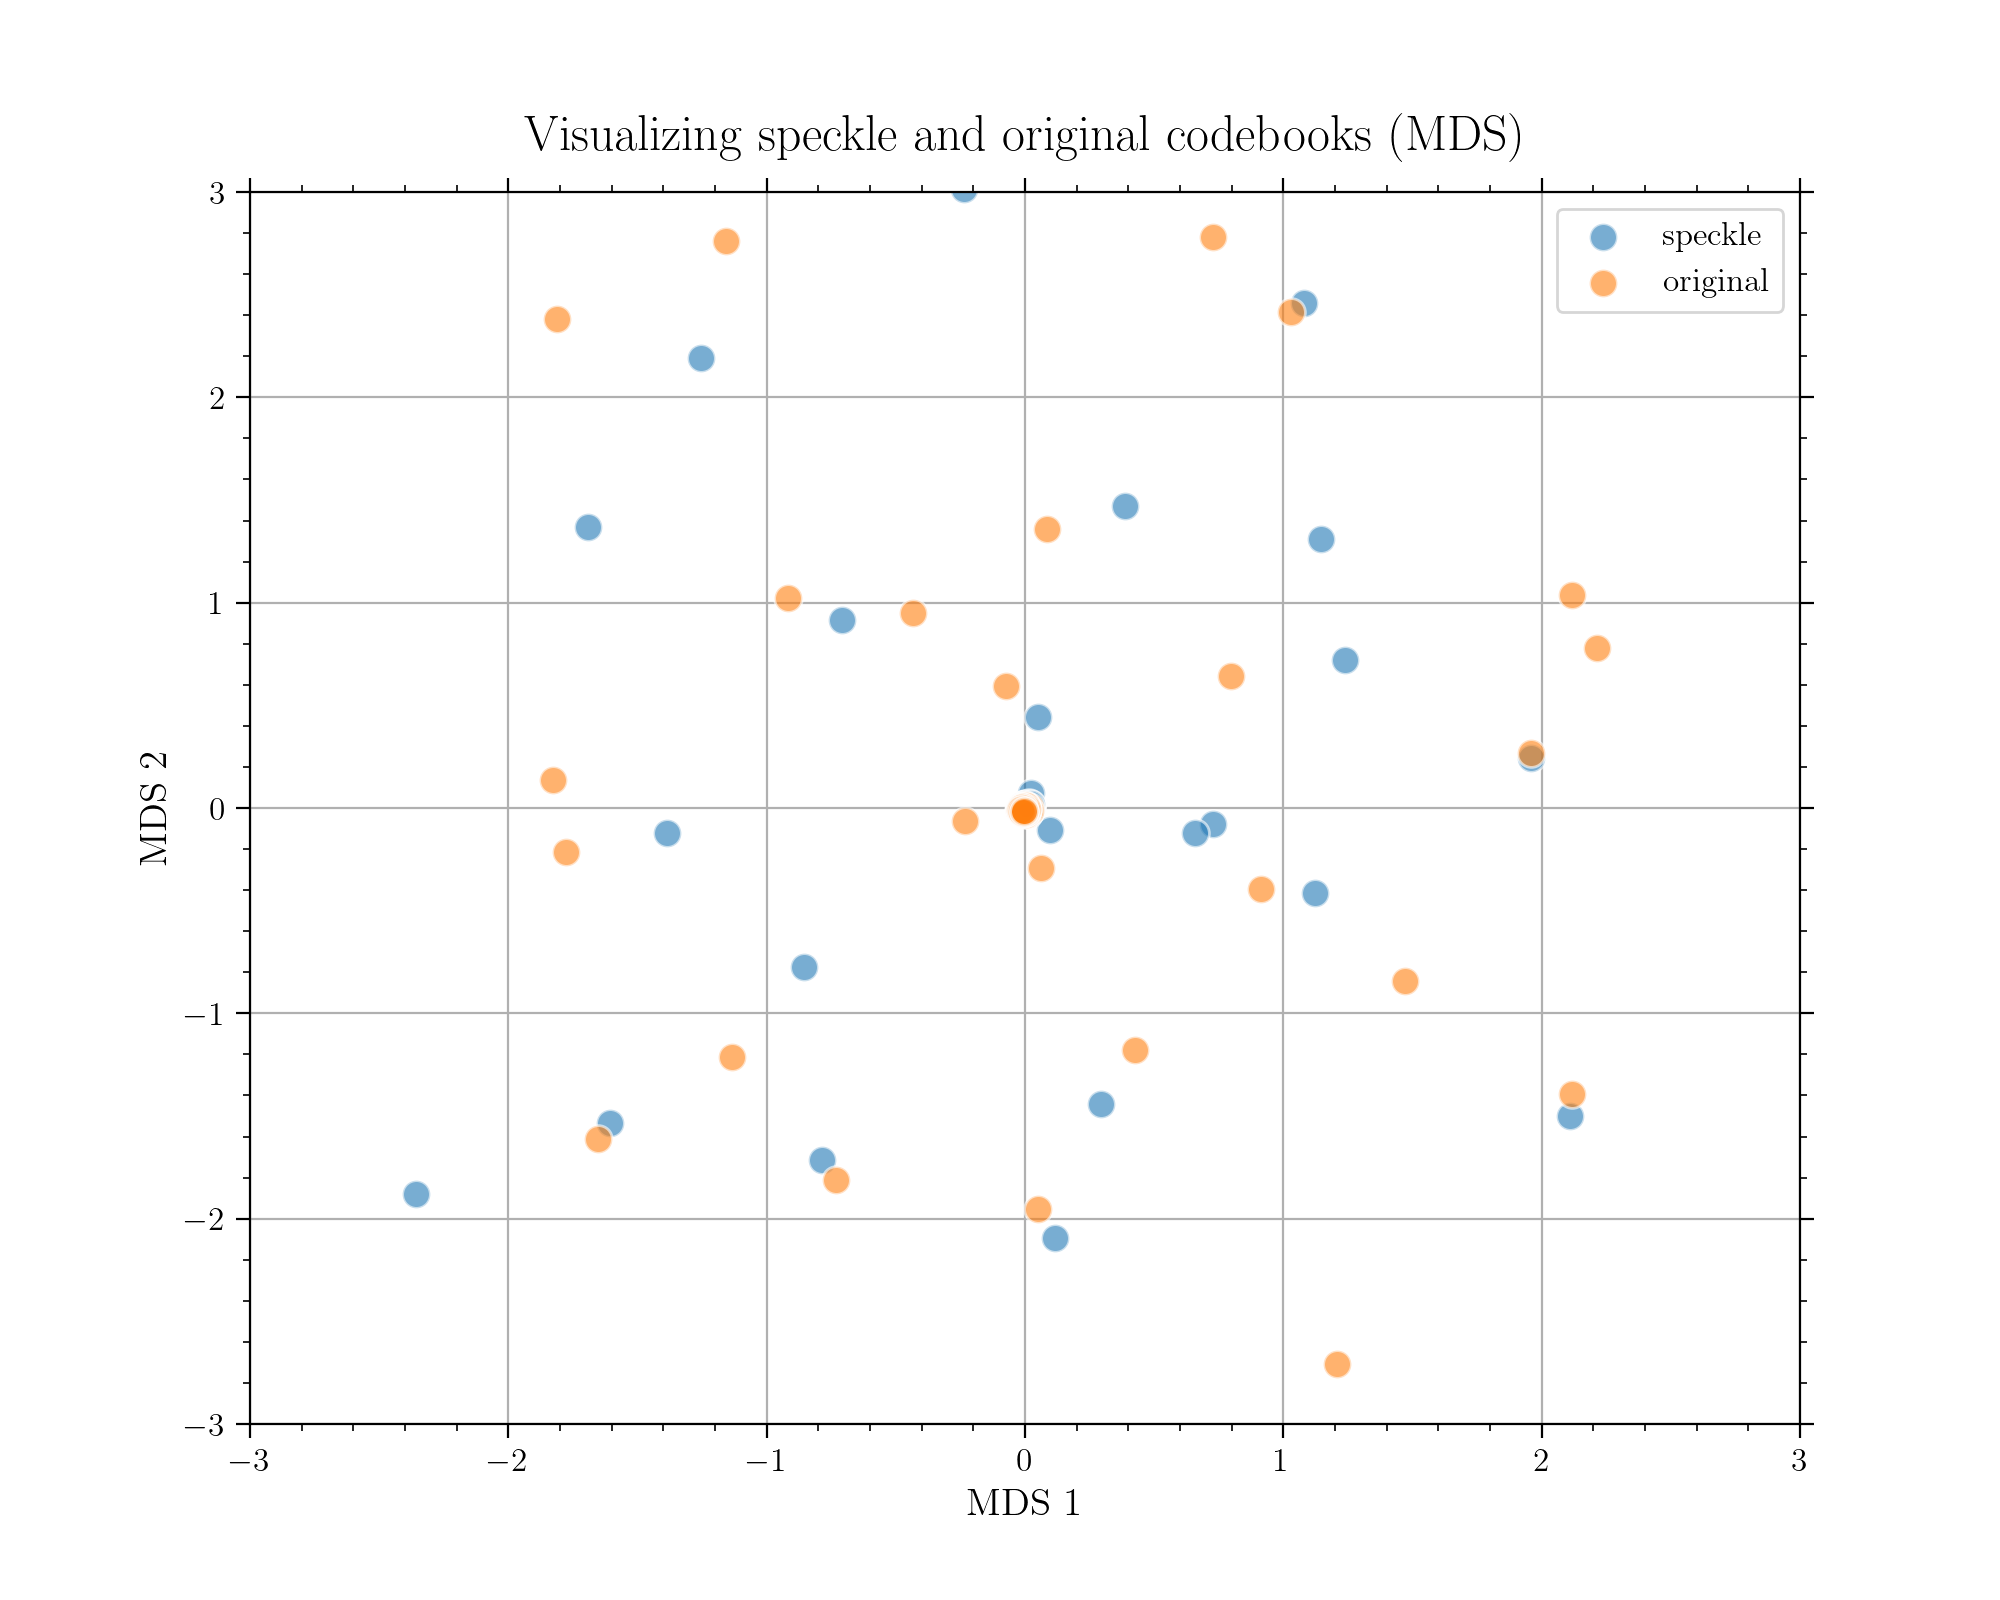 Visualizing speckle and original codebooks (MDS)
speckle
original
3
2
1
0
−1
−2
−3
MDS 2
−3
−2
−1
0
1
2
3
MDS 1